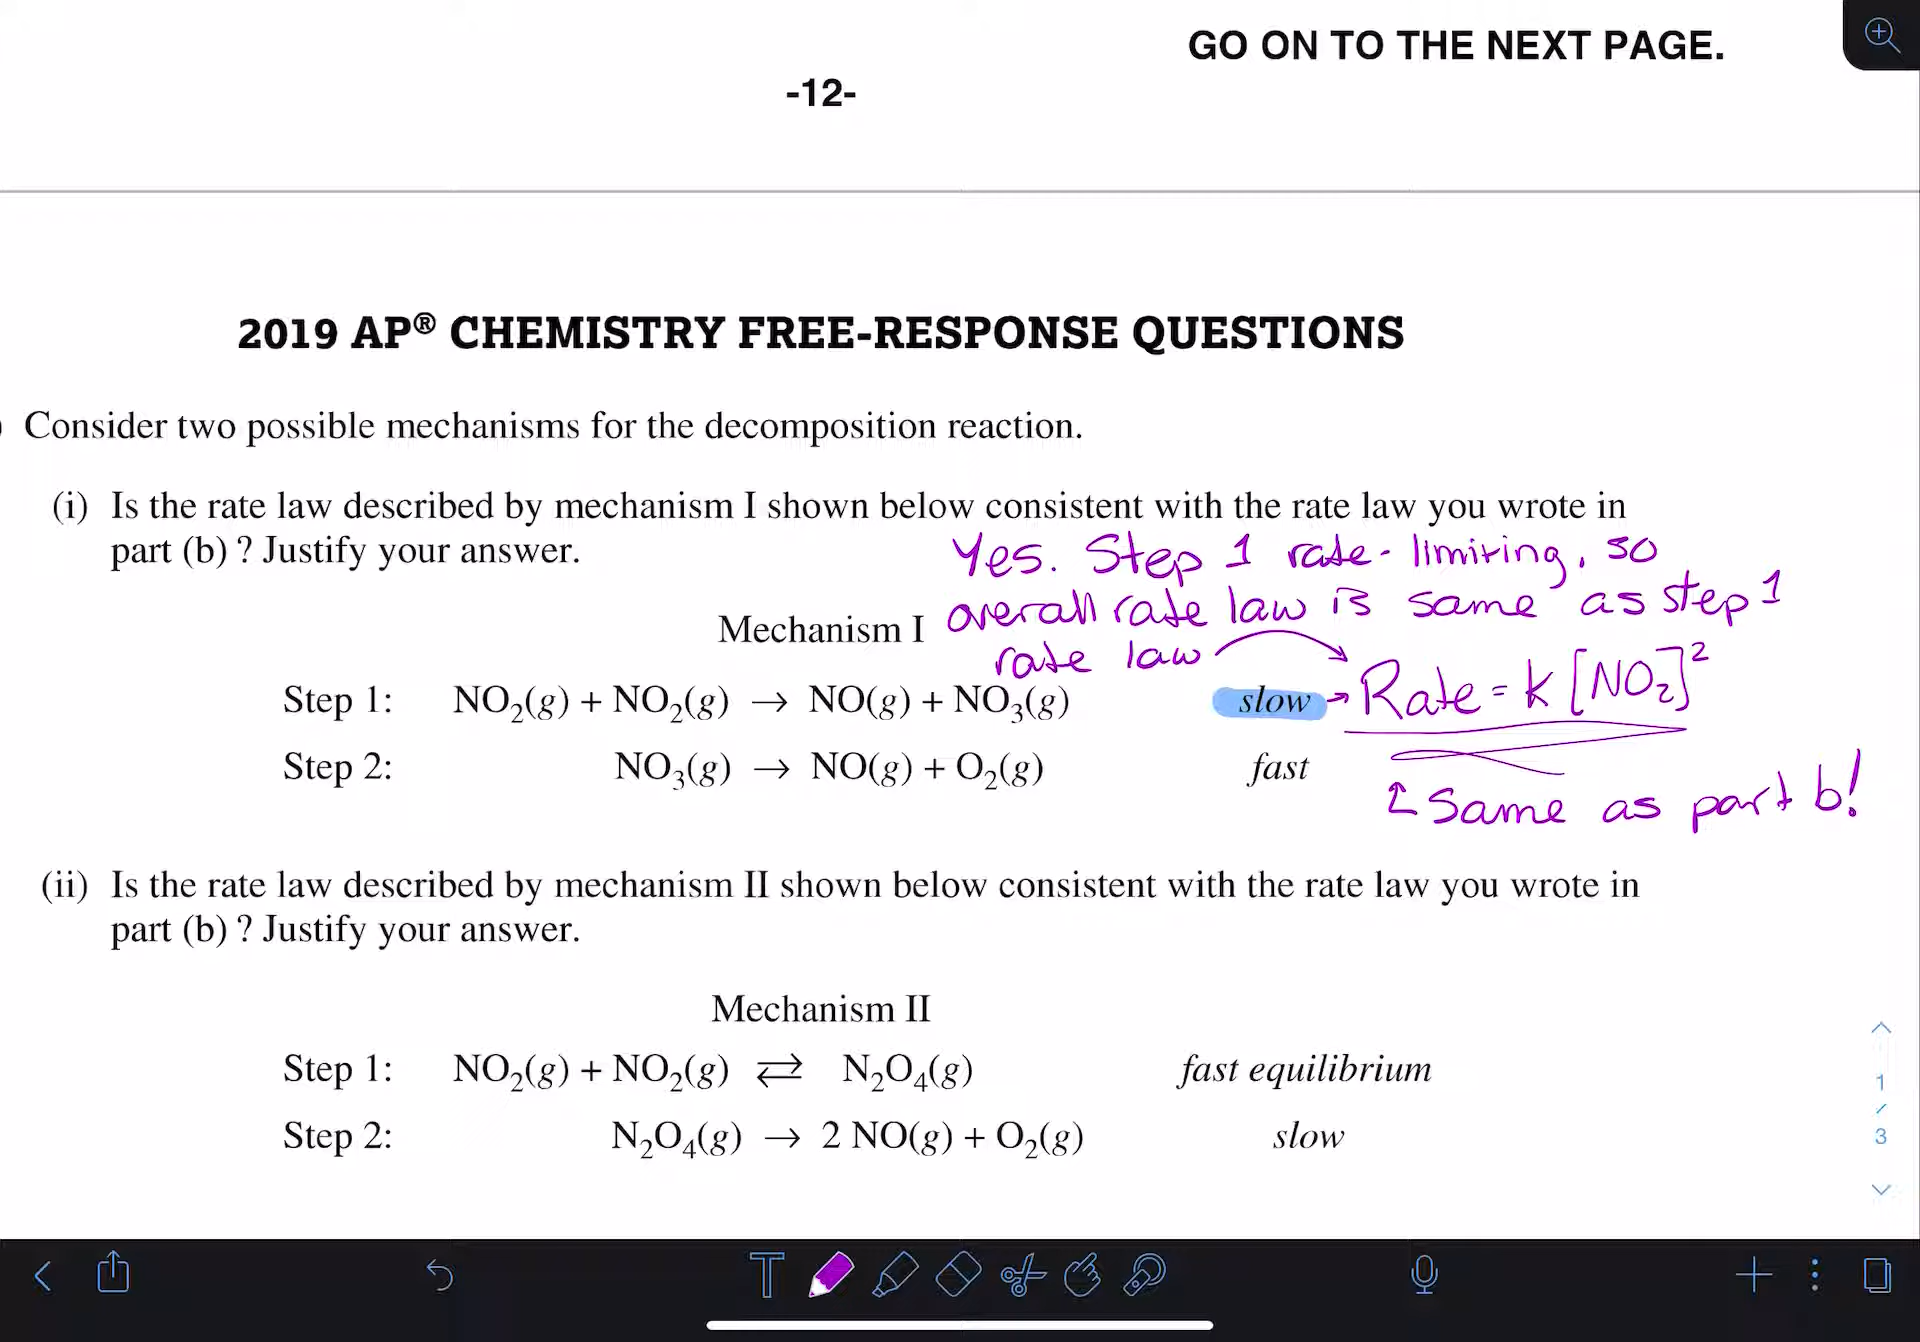 GO ON TO THE NEXT PAGE.
-12-
2019 AP® CHEMISTRY FREE-RESPONSE QUESTIONS
Consider two possible mechanisms for the decomposition reaction.
(i) Is the rate law described by mechanism I shown below consistent with the rate law you wrote in
part (b) ? Justify your answer.
Yes. Step 1 rate-limiting, so
overall rate law is same as step 1
rate law
Mechanism I
Step 1: NO₂(g) + NO₂(g) → NO(g) + NO₃(g) slow → Rate = k [NO₂]²
Step 2: NO₃(g) → NO(g) + O₂(g) fast
↑ Same as part b!
(ii) Is the rate law described by mechanism II shown below consistent with the rate law you wrote in
part (b) ? Justify your answer.
Mechanism II
Step 1: NO₂(g) + NO₂(g) ⇄ N₂O₄(g) fast equilibrium
Step 2: N₂O₄(g) → 2 NO(g) + O₂(g) slow
1
/
3
T